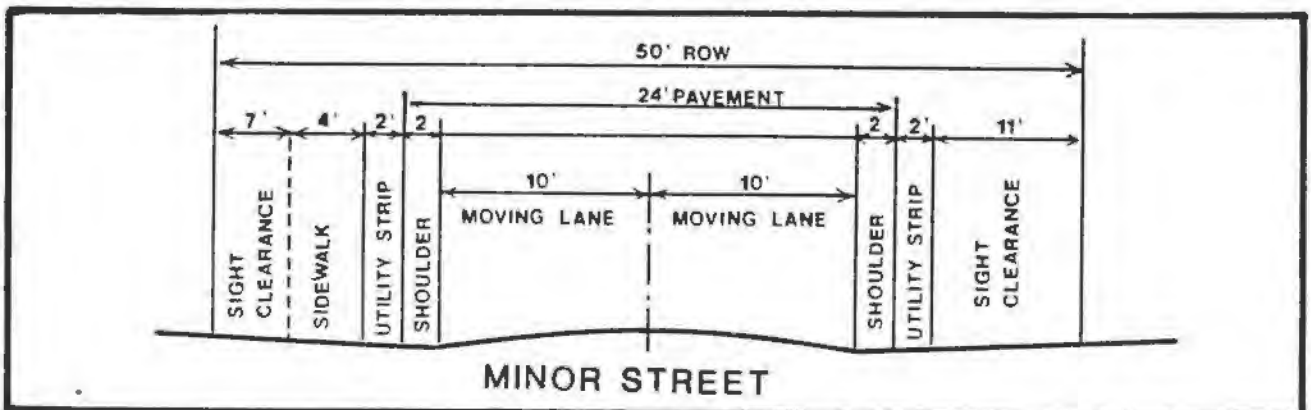 50' ROW
24' PAVEMENT
7' 4' 2' 2 2 2' 11'
10' 10'
MOVING LANE MOVING LANE
SIGHT
CLEARANCE
SIDEWALK
UTILITY STRIP
SHOULDER
SHOULDER
UTILITY STRIP
SIGHT
CLEARANCE
MINOR STREET